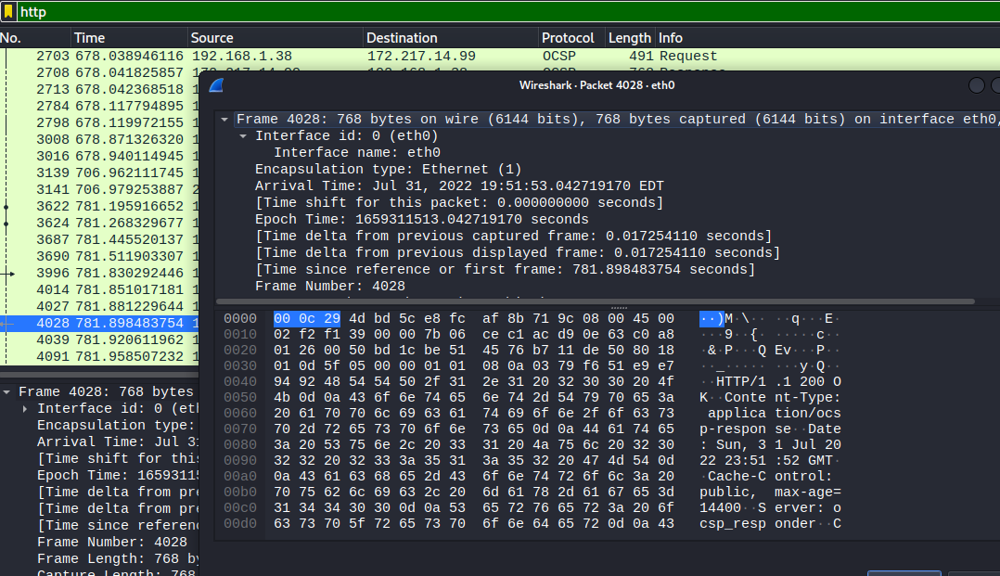 http
No. Time Source Destination Protocol Length Info
2703 678.038946116 192.168.1.38 172.217.14.99 OCSP 491 Request
2708 678.041825857 172.217.14.99 192.168.1.38 OCSP 768 Response
2713 678.042368518 1
2784 678.117794895 1
2798 678.119972155 1
3008 678.871326320 1
3016 678.940114945 1
3139 706.962111745 1
3141 706.979253887 2
3622 781.195916652 1
3624 781.268329677 1
3687 781.445520137 1
3690 781.511903307 1
3996 781.830292446 1
4014 781.851017181 1
4027 781.881229644 1
4028 781.898483754 1
4039 781.920611962 1
4091 781.958507232 1
Frame 4028: 768 bytes
Interface id: 0 (eth
Encapsulation type:
Arrival Time: Jul 31
[Time shift for this
Epoch Time: 16593115
[Time delta from pre
[Time delta from pre
[Time since referenc
Frame Number: 4028
Frame Length: 768 by
Capture Length: 768
Wireshark · Packet 4028 · eth0
Frame 4028: 768 bytes on wire (6144 bits), 768 bytes captured (6144 bits) on interface eth0,
Interface id: 0 (eth0)
Interface name: eth0
Encapsulation type: Ethernet (1)
Arrival Time: Jul 31, 2022 19:51:53.042719170 EDT
[Time shift for this packet: 0.000000000 seconds]
Epoch Time: 1659311513.042719170 seconds
[Time delta from previous captured frame: 0.017254110 seconds]
[Time delta from previous displayed frame: 0.017254110 seconds]
[Time since reference or first frame: 781.898483754 seconds]
Frame Number: 4028
0000 00 0c 29 4d bd 5c e8 fc af 8b 71 9c 08 00 45 00 ··)M·\·· ··q···E·
0010 02 f2 f1 39 00 00 7b 06 ce c1 ac d9 0e 63 c0 a8 ···9··{· ·····c··
0020 01 26 00 50 bd 1c be 51 45 76 b7 11 de 50 80 18 ·&·P···Q Ev···P··
0030 01 0d 5f 05 00 00 01 01 08 0a 03 79 f6 51 e9 e7 ··_····· ···y·Q··
0040 94 92 48 54 54 50 2f 31 2e 31 20 32 30 30 20 4f ··HTTP/1 .1 200 O
0050 4b 0d 0a 43 6f 6e 74 65 6e 74 2d 54 79 70 65 3a K··Conte nt-Type:
0060 20 61 70 70 6c 69 63 61 74 69 6f 6e 2f 6f 63 73 applica tion/ocs
0070 70 2d 72 65 73 70 6f 6e 73 65 0d 0a 44 61 74 65 p-respon se··Date
0080 3a 20 53 75 6e 2c 20 33 31 20 4a 75 6c 20 32 30 : Sun, 3 1 Jul 20
0090 32 32 20 32 33 3a 35 31 3a 35 32 20 47 4d 54 0d 22 23:51 :52 GMT·
00a0 0a 43 61 63 68 65 2d 43 6f 6e 74 72 6f 6c 3a 20 ·Cache-C ontrol:
00b0 70 75 62 6c 69 63 2c 20 6d 61 78 2d 61 67 65 3d public, max-age=
00c0 31 34 34 30 30 0d 0a 53 65 72 76 65 72 3a 20 6f 14400··S erver: o
00d0 63 73 70 5f 72 65 73 70 6f 6e 64 65 72 0d 0a 43 csp_resp onder··C